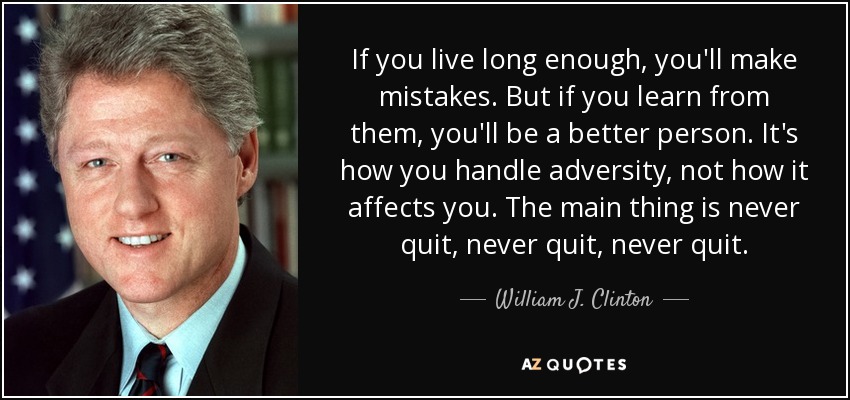 If you live long enough, you'll make
mistakes. But if you learn from
them, you'll be a better person. It's
how you handle adversity, not how it
affects you. The main thing is never
quit, never quit, never quit.
William J. Clinton
AZ QUOTES